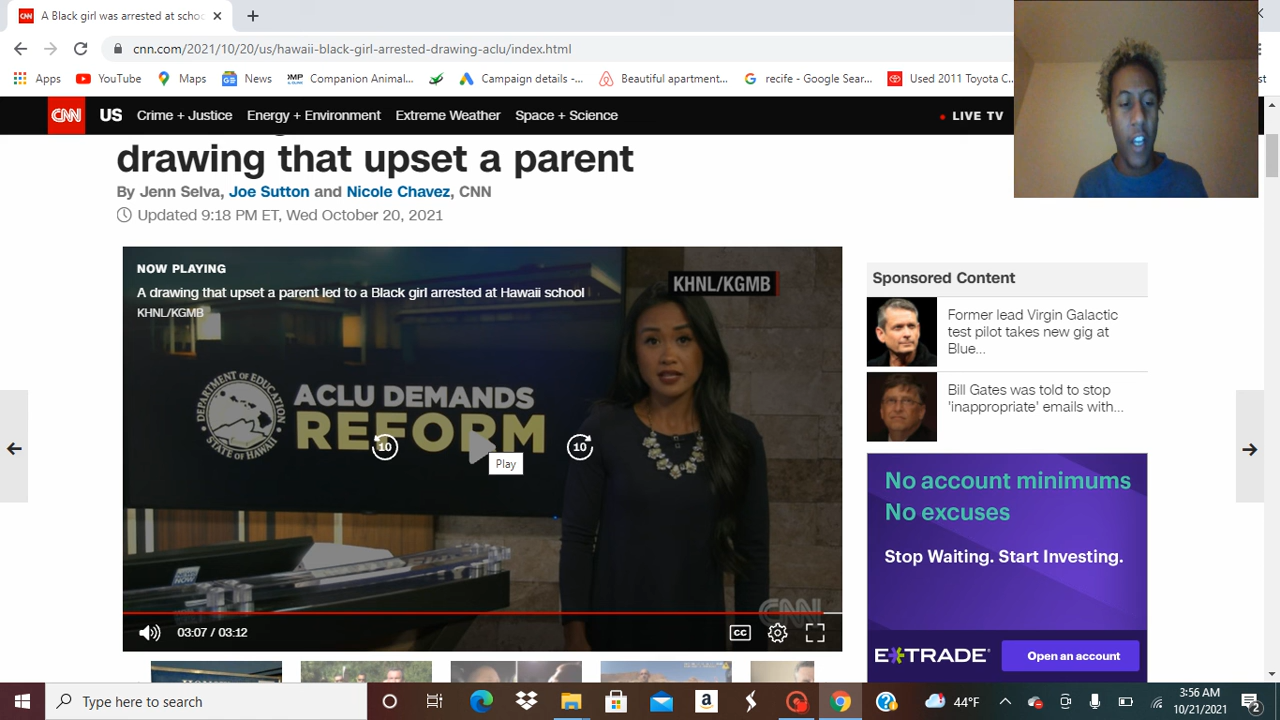 A Black girl was arrested at schoo
cnn.com/2021/10/20/us/hawaii-black-girl-arrested-drawing-aclu/index.html
Apps YouTube Maps News Companion Animal... Campaign details -... Beautiful apartment... recife - Google Sear... Used 2011 Toyota C...
CNN US Crime + Justice Energy + Environment Extreme Weather Space + Science LIVE TV
drawing that upset a parent
By Jenn Selva, Joe Sutton and Nicole Chavez, CNN
Updated 9:18 PM ET, Wed October 20, 2021
NOW PLAYING
A drawing that upset a parent led to a Black girl arrested at Hawaii school
KHNL/KGMB
KHNL/KGMB
DEPARTMENT OF EDUCATION
STATE OF HAWAII
ACLU DEMANDS
REFORM
10
10
Play
CNN
CC
03:07 / 03:12
Sponsored Content
Former lead Virgin Galactic
test pilot takes new gig at
Blue...
Bill Gates was told to stop
'inappropriate' emails with...
No account minimums
No excuses
Stop Waiting. Start Investing.
E*TRADE
Open an account
Type here to search
44°F
3:56 AM
10/21/2021
2